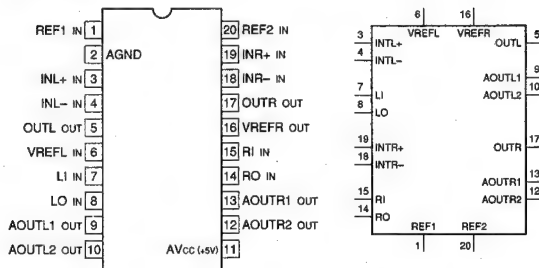 REF1 IN 1
2 AGND
INL+ IN 3
INL- IN 4
OUTL OUT 5
VREFL IN 6
LI IN 7
LO IN 8
AOUTL1 OUT 9
AOUTL2 OUT 10
20 REF2 IN
19 INR+ IN
18 INR- IN
17 OUTR OUT
16 VREFR OUT
15 RI IN
14 RO IN
13 AOUTR1 OUT
12 AOUTR2 OUT
AVCC (+5V) 11
6 16
VREFL VREFR
3 INTL+
4 INTL-
7 LI
8 LO
19 INTR+
18 INTR-
15 RI
14 RO
OUTL 5
AOUTL1 9
AOUTL2 10
OUTR 17
AOUTR1 13
AOUTR2 12
REF1 REF2
1 20